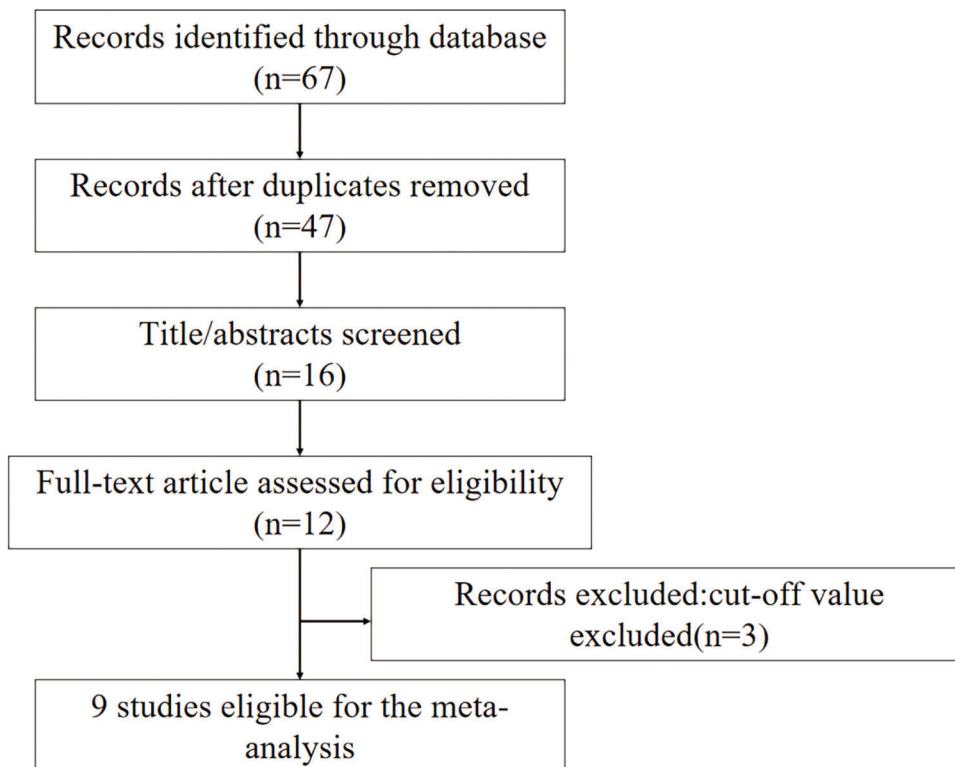 Records identified through database
(n=67)
Records after duplicates removed
(n=47)
Title/abstracts screened
(n=16)
Full-text article assessed for eligibility
(n=12)
Records excluded:cut-off value
excluded(n=3)
9 studies eligible for the meta-
analysis